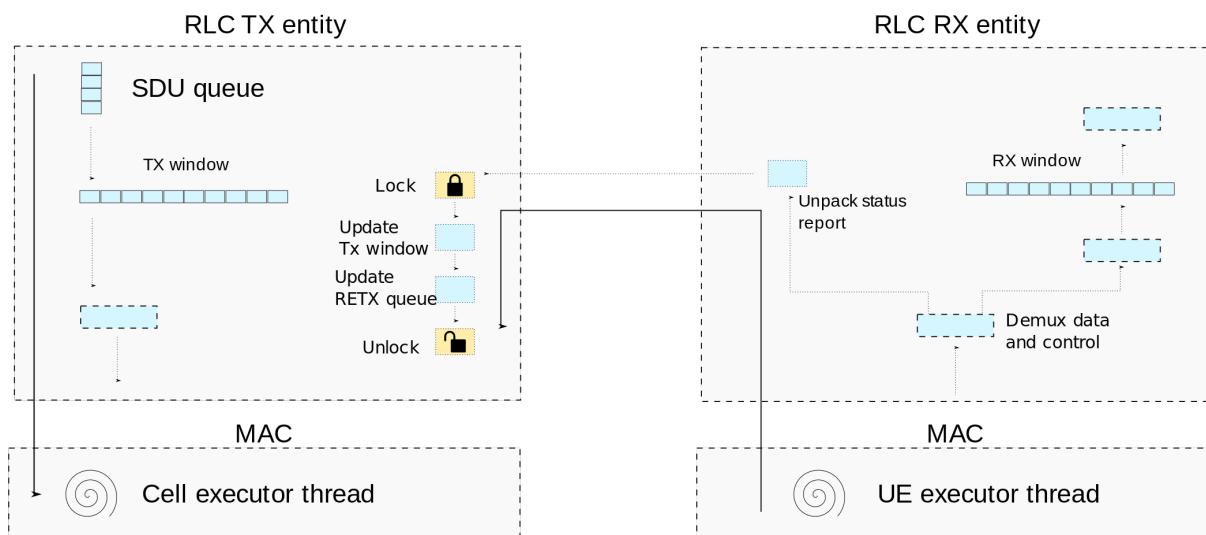 RLC TX entity
RLC RX entity
SDU queue
TX window
Lock
Update
Tx window
Update
RETX queue
Unlock
RX window
Unpack status
report
Demux data
and control
MAC
MAC
Cell executor thread
UE executor thread